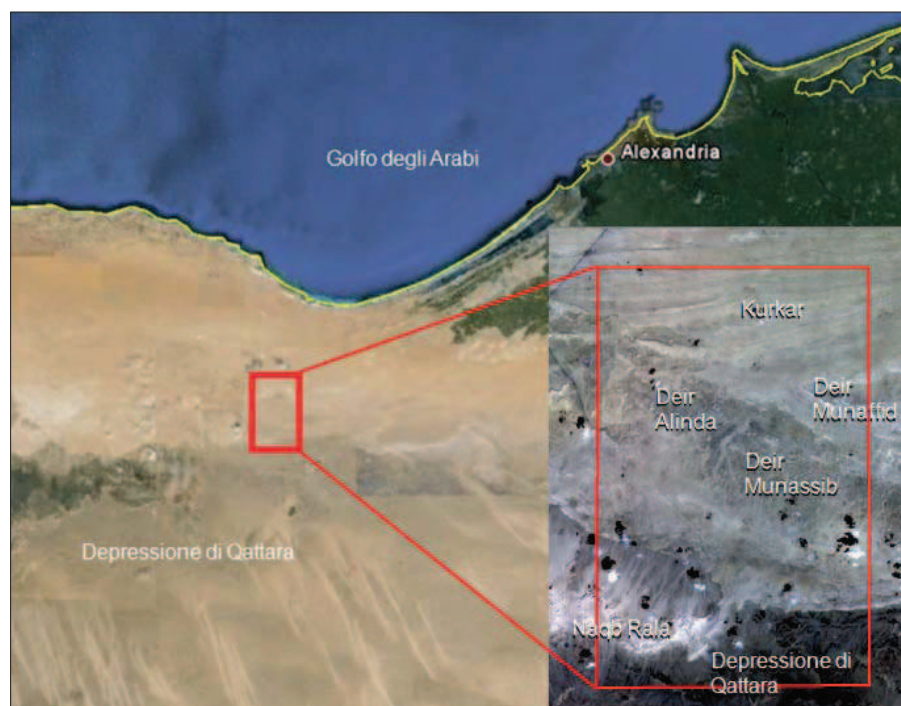 Golfo degli Arabi
Alexandria
Kurkar
Deir
Alinda
Deir
Munaffid
Deir
Munassib
Depressione di Qattara
Naqb Rala
Depressione di
Qattara